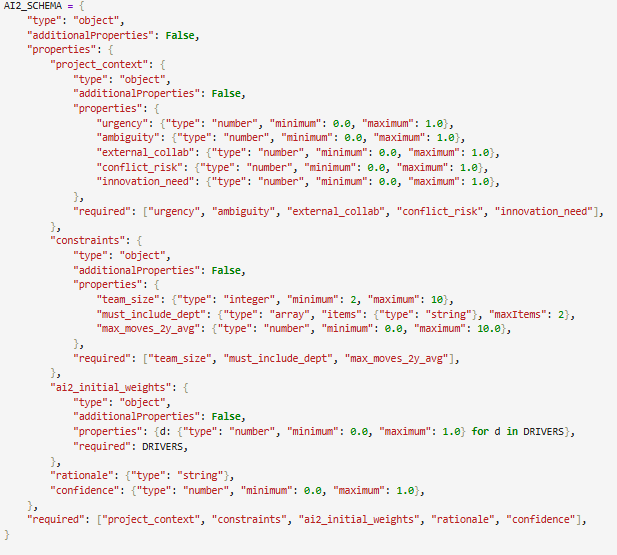 AI2_SCHEMA = {
    "type": "object",
    "additionalProperties": False,
    "properties": {
        "project_context": {
            "type": "object",
            "additionalProperties": False,
            "properties": {
                "urgency": {"type": "number", "minimum": 0.0, "maximum": 1.0},
                "ambiguity": {"type": "number", "minimum": 0.0, "maximum": 1.0},
                "external_collab": {"type": "number", "minimum": 0.0, "maximum": 1.0},
                "conflict_risk": {"type": "number", "minimum": 0.0, "maximum": 1.0},
                "innovation_need": {"type": "number", "minimum": 0.0, "maximum": 1.0},
            },
            "required": ["urgency", "ambiguity", "external_collab", "conflict_risk", "innovation_need"],
        },
        "constraints": {
            "type": "object",
            "additionalProperties": False,
            "properties": {
                "team_size": {"type": "integer", "minimum": 2, "maximum": 10},
                "must_include_dept": {"type": "array", "items": {"type": "string"}, "maxItems": 2},
                "max_moves_2y_avg": {"type": "number", "minimum": 0.0, "maximum": 10.0},
            },
            "required": ["team_size", "must_include_dept", "max_moves_2y_avg"],
        },
        "ai2_initial_weights": {
            "type": "object",
            "additionalProperties": False,
            "properties": {d: {"type": "number", "minimum": 0.0, "maximum": 1.0} for d in DRIVERS},
            "required": DRIVERS,
        },
        "rationale": {"type": "string"},
        "confidence": {"type": "number", "minimum": 0.0, "maximum": 1.0},
    },
    "required": ["project_context", "constraints", "ai2_initial_weights", "rationale", "confidence"],
}